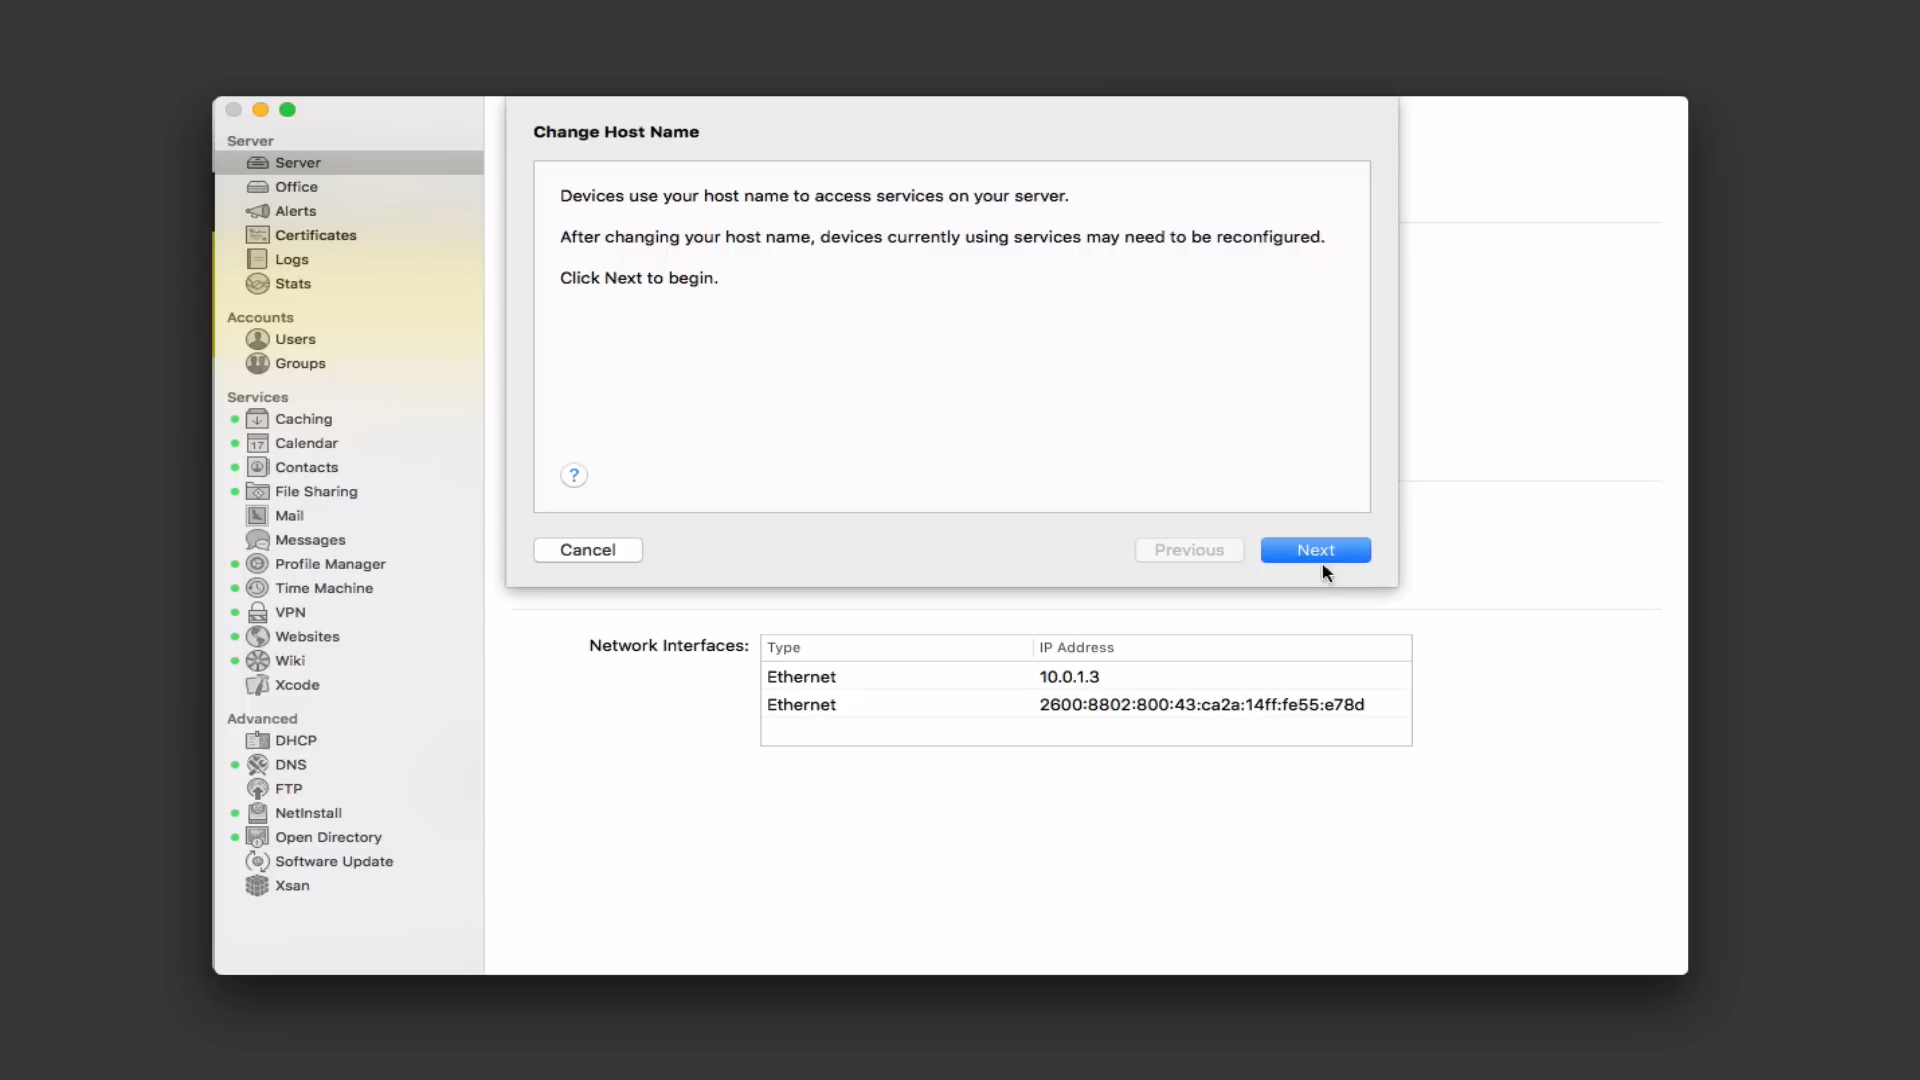 Server
Server
Office
Alerts
Certificates
Logs
Stats
Accounts
Users
Groups
Services
Caching
17
Calendar
Contacts
File Sharing
Mail
Messages
Profile Manager
Time Machine
VPN
Websites
Wiki
Xcode
Advanced
DHCP
DNS
FTP
NetInstall
Open Directory
Software Update
Xsan
Change Host Name
Devices use your host name to access services on your server.
After changing your host name, devices currently using services may need to be reconfigured.
Click Next to begin.
?
Cancel
Previous
Next
Network Interfaces:
Type IP Address
Ethernet 10.0.1.3
Ethernet 2600:8802:800:43:ca2a:14ff:fe55:e78d